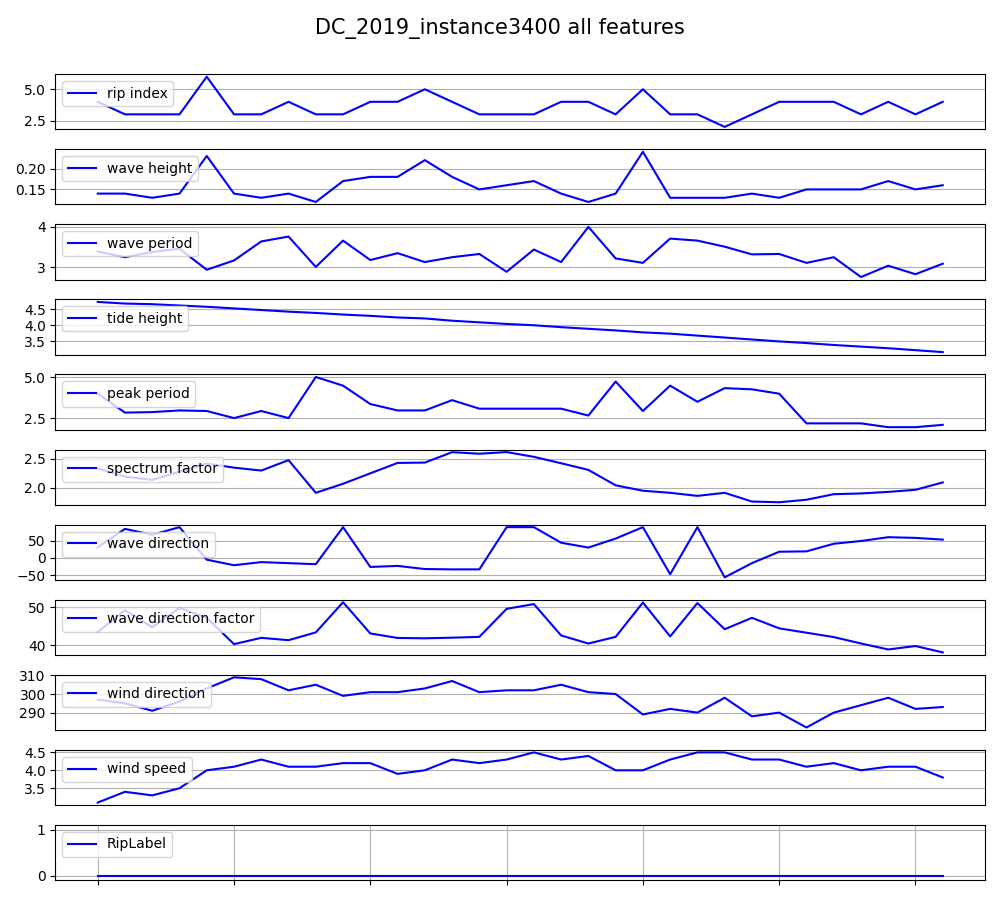 DC_2019_instance3400 all features
5.0
2.5
rip index
0.20
0.15
wave height
4
3
wave period
4.5
4.0
3.5
tide height
5.0
2.5
peak period
2.5
2.0
spectrum factor
50
0
−50
wave direction
50
40
wave direction factor
310
300
290
wind direction
4.5
4.0
3.5
wind speed
1
0
RipLabel